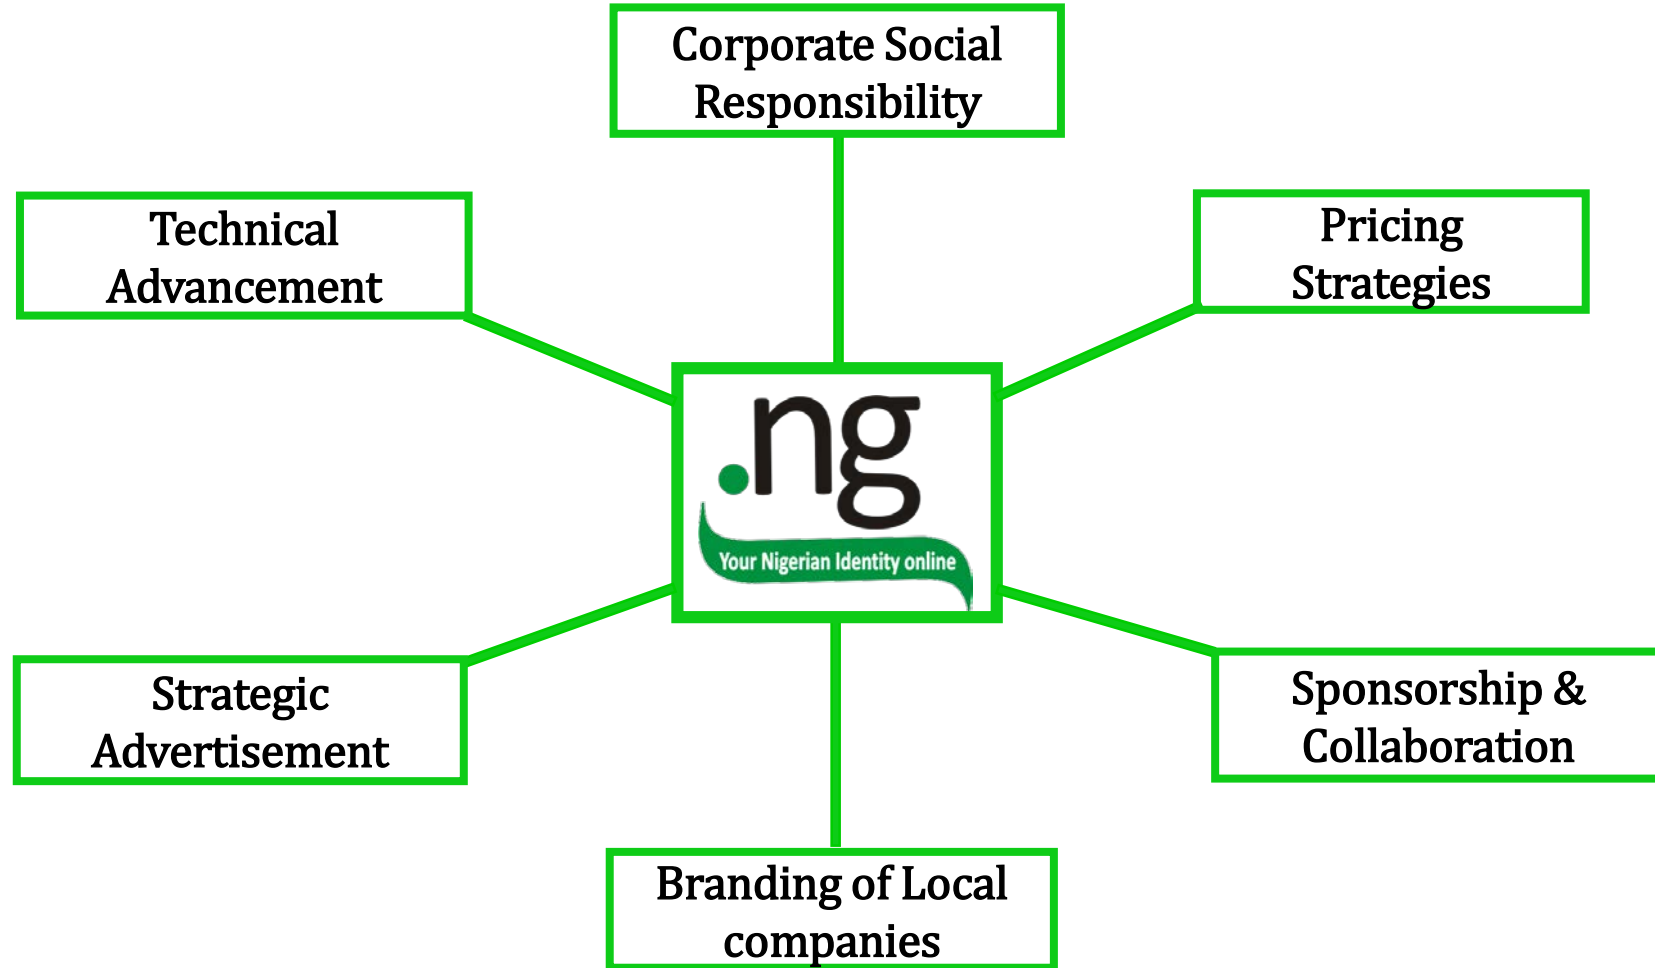 Corporate Social
Responsibility
Technical
Advancement
Pricing
Strategies
.ng
Your Nigerian Identity online
Strategic
Advertisement
Sponsorship &
Collaboration
Branding of Local
companies